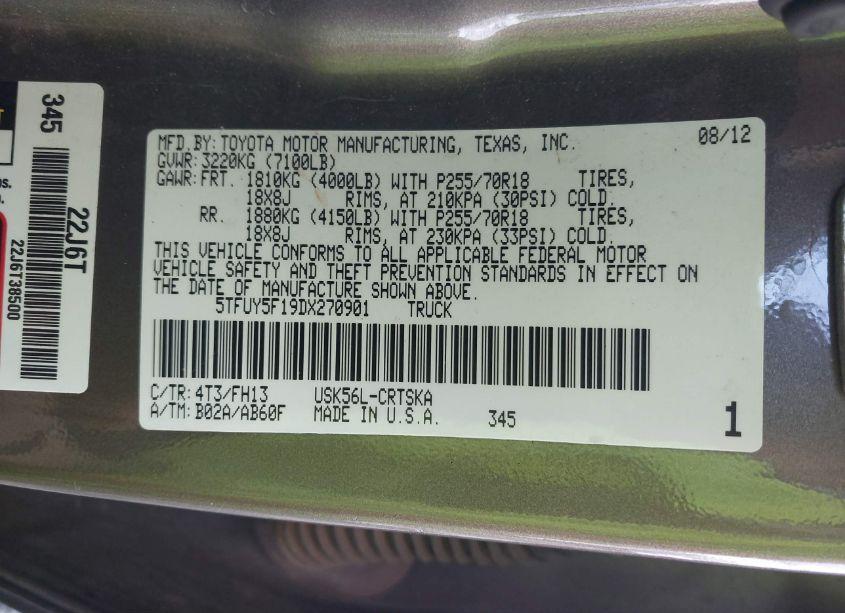 MFD.BY: TOYOTA MOTOR MANUFACTURING, TEXAS, INC. 08/12
GVWR: 3220KG (7100LB)
GAWR: FRT. 1810KG (4000LB) WITH P255/70R18 TIRES,
18X8J RIMS, AT 210KPA (30PSI) COLD.
RR. 1880KG (4150LB) WITH P255/70R18 TIRES,
18X8J RIMS, AT 230KPA (33PSI) COLD.
THIS VEHICLE CONFORMS TO ALL APPLICABLE FEDERAL MOTOR
VEHICLE SAFETY AND THEFT PREVENTION STANDARDS IN EFFECT ON
THE DATE OF MANUFACTURE SHOWN ABOVE.
5TFUY5F19DX270901 TRUCK
C/TR: 4T3/FH13 USK56L-CRTSKA
A/TM: B02A/AB60F MADE IN U.S.A. 345 1
345
22J6T
22J6T38500